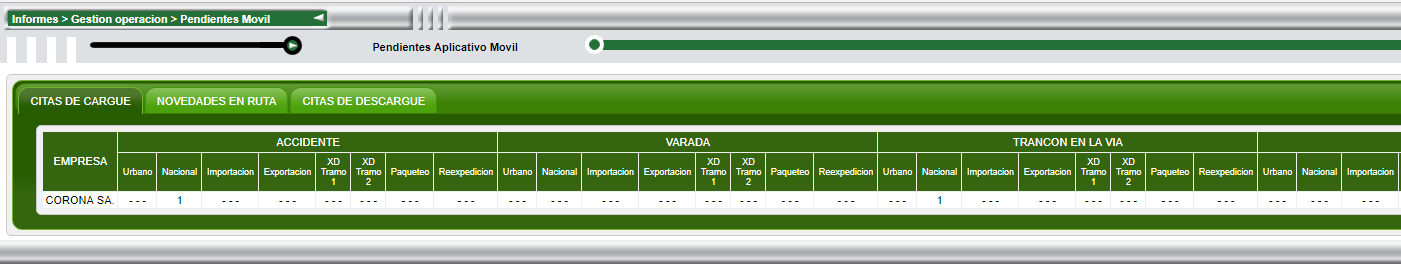 Informes > Gestion operacion > Pendientes Movil
Pendientes Aplicativo Movil
CITAS DE CARGUE NOVEDADES EN RUTA CITAS DE DESCARGUE
EMPRESA ACCIDENTE VARADA TRANCON EN LA VIA
Urbano Nacional Importacion Exportacion XD Tramo 1 XD Tramo 2 Paqueteo Reexpedicion Urbano Nacional Importacion Exportacion XD Tramo 1 XD Tramo 2 Paqueteo Reexpedicion Urbano Nacional Importacion Exportacion XD Tramo 1 XD Tramo 2 Paqueteo Reexpedicion Urbano Nacional Importacion
CORONA SA. - - - 1 - - - - - - - - - - - - - - - - - - - - - - - - - - - - - - - - - - - - - - - - - - - - - 1 - - - - - - - - - - - - - - - - - - - - - - - - - - -